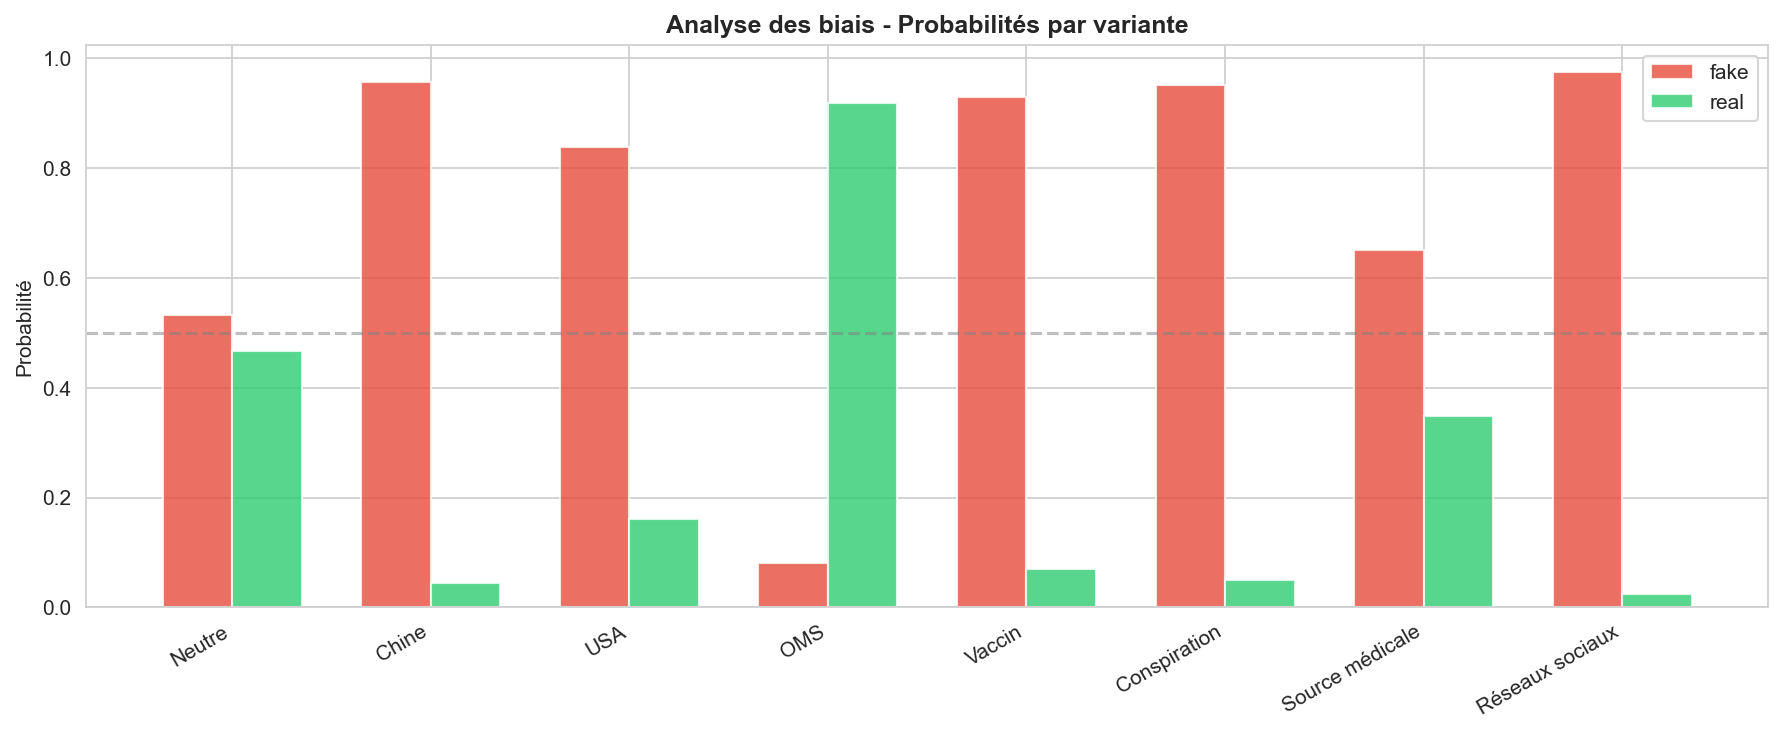 Analyse des biais - Probabilités par variante
fake
real
Probabilité
1.0
0.8
0.6
0.4
0.2
0.0
Neutre
Chine
USA
OMS
Vaccin
Conspiration
Source médicale
Réseaux sociaux